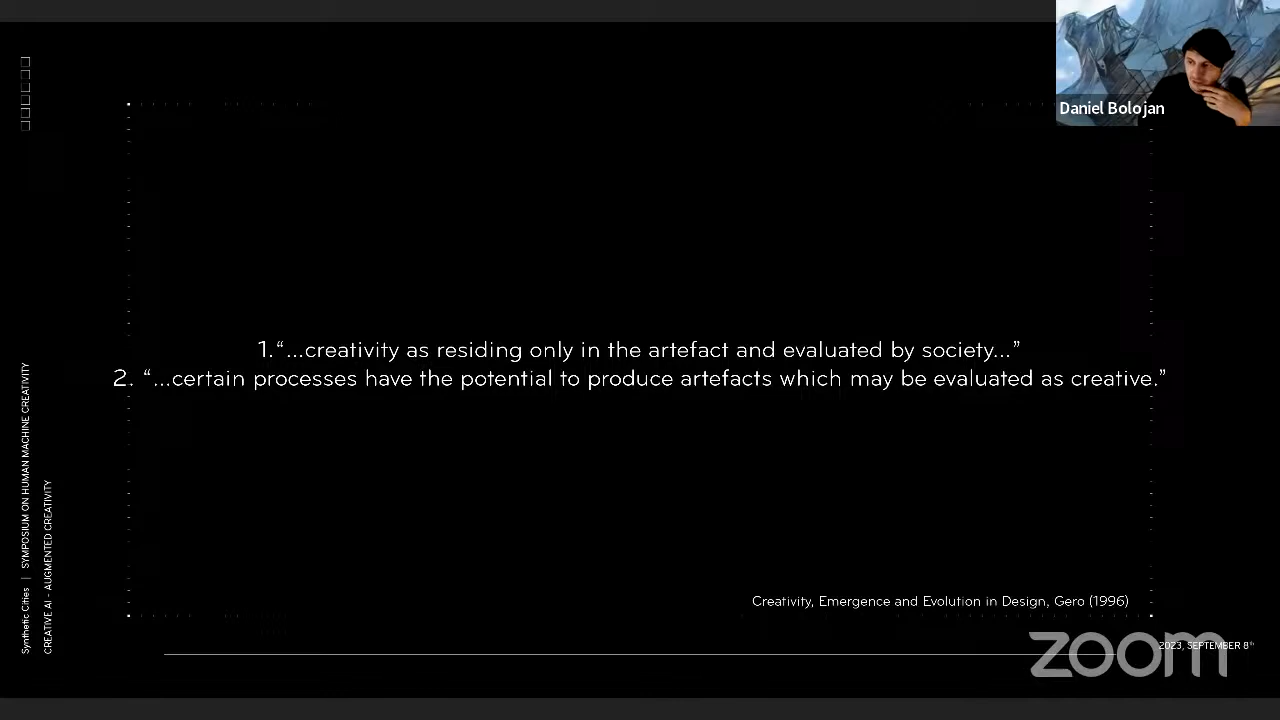 Daniel Bolojan
1.“...creativity as residing only in the artefact and evaluated by society...”
2. “...certain processes have the potential to produce artefacts which may be evaluated as creative.”
Creativity, Emergence and Evolution in Design, Gero (1996)
Synthetic Cities | SYMPOSIUM ON HUMAN MACHINE CREATIVITY
CREATIVE AI - AUGMENTED CREATIVITY
2023, SEPTEMBER 8th
zoom